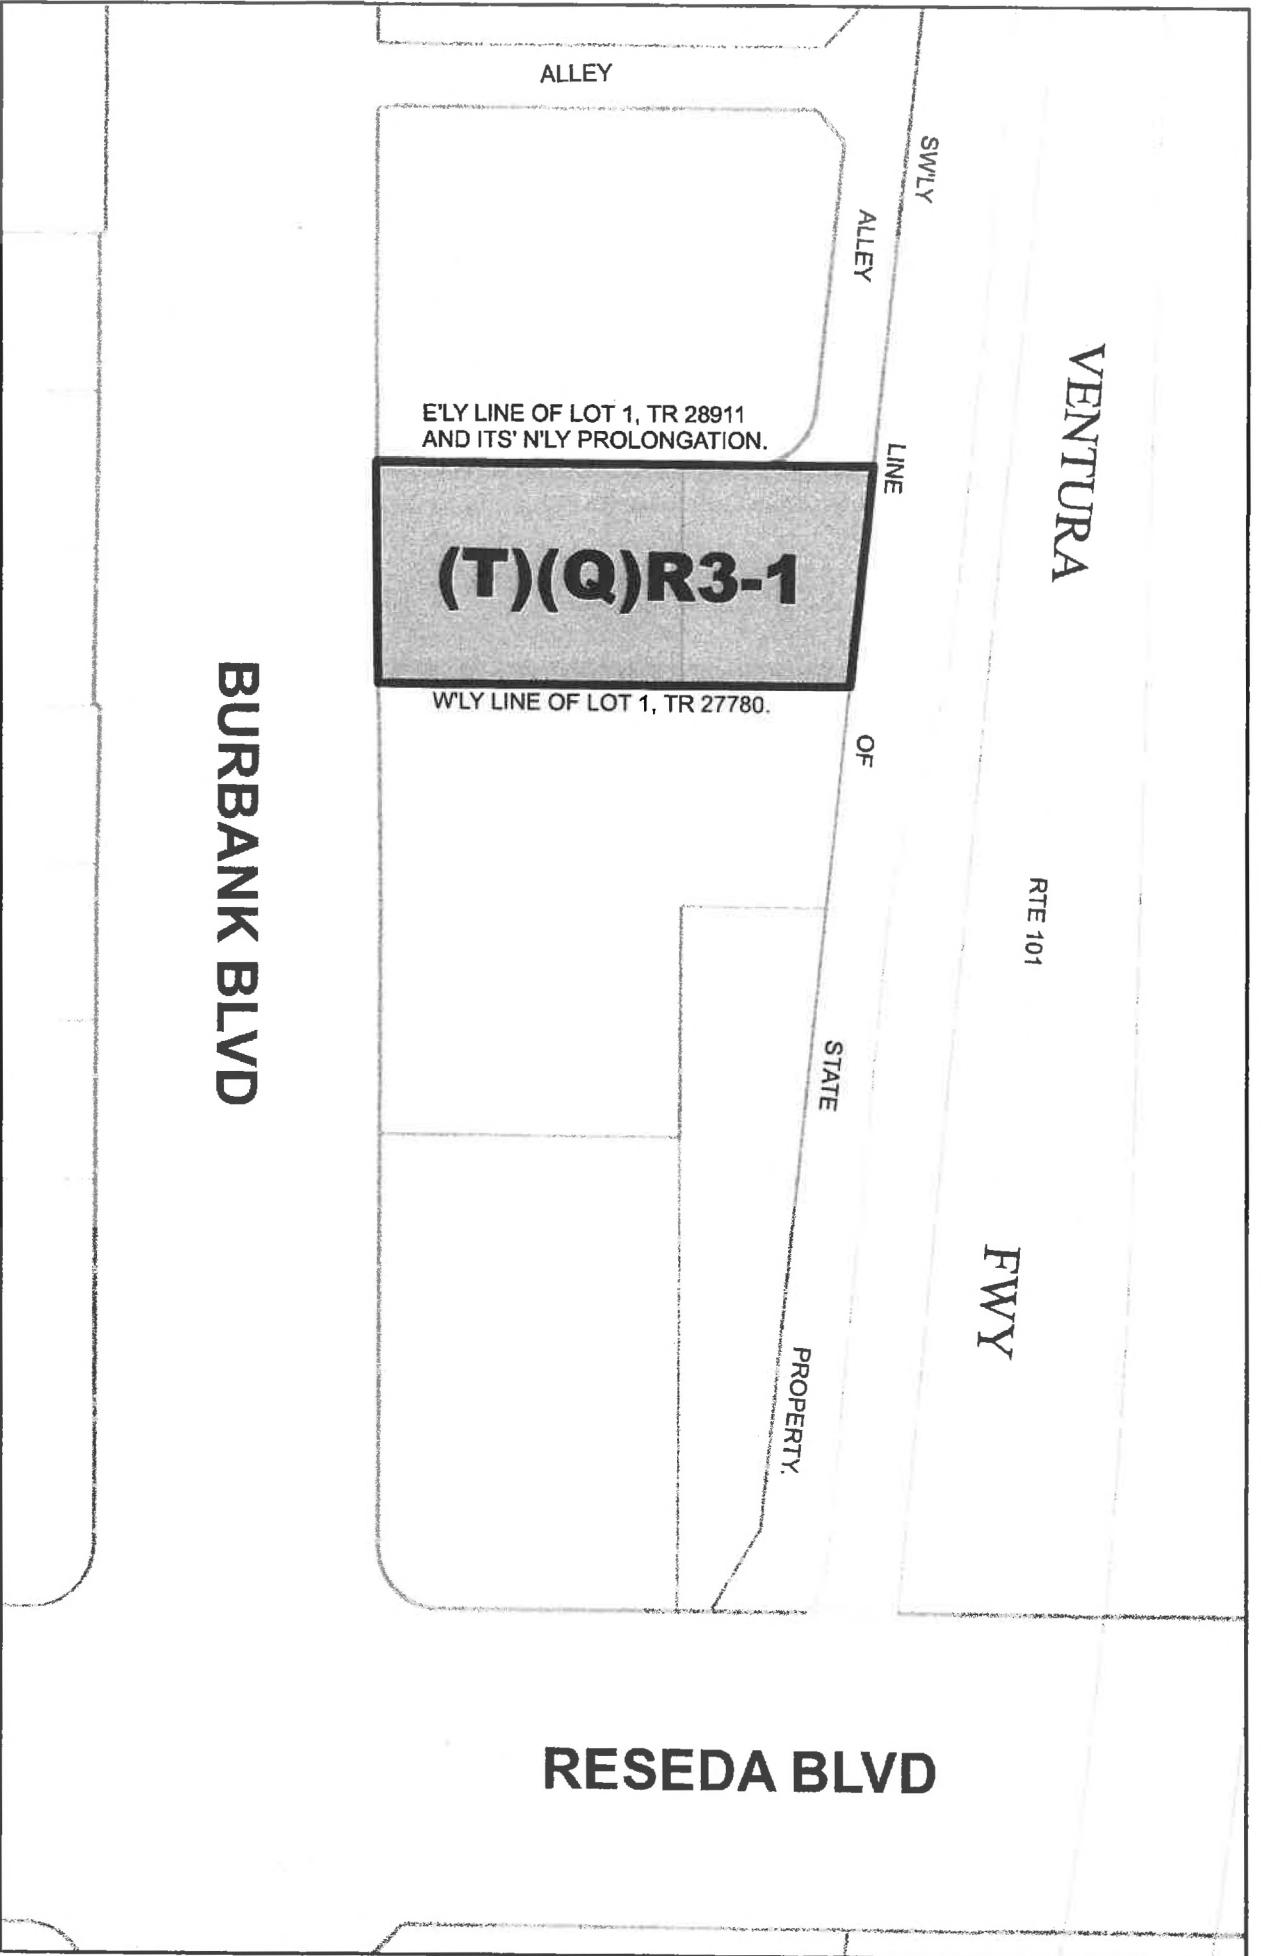 ALLEY
SW'LY
ALLEY
VENTURA
E'LY LINE OF LOT 1, TR 28911
AND ITS' N'LY PROLONGATION.
LINE
(T)(Q)R3-1
W'LY LINE OF LOT 1, TR 27780.
OF
BURBANK BLVD
RTE 101
STATE
FWY
PROPERTY.
RESEDA BLVD